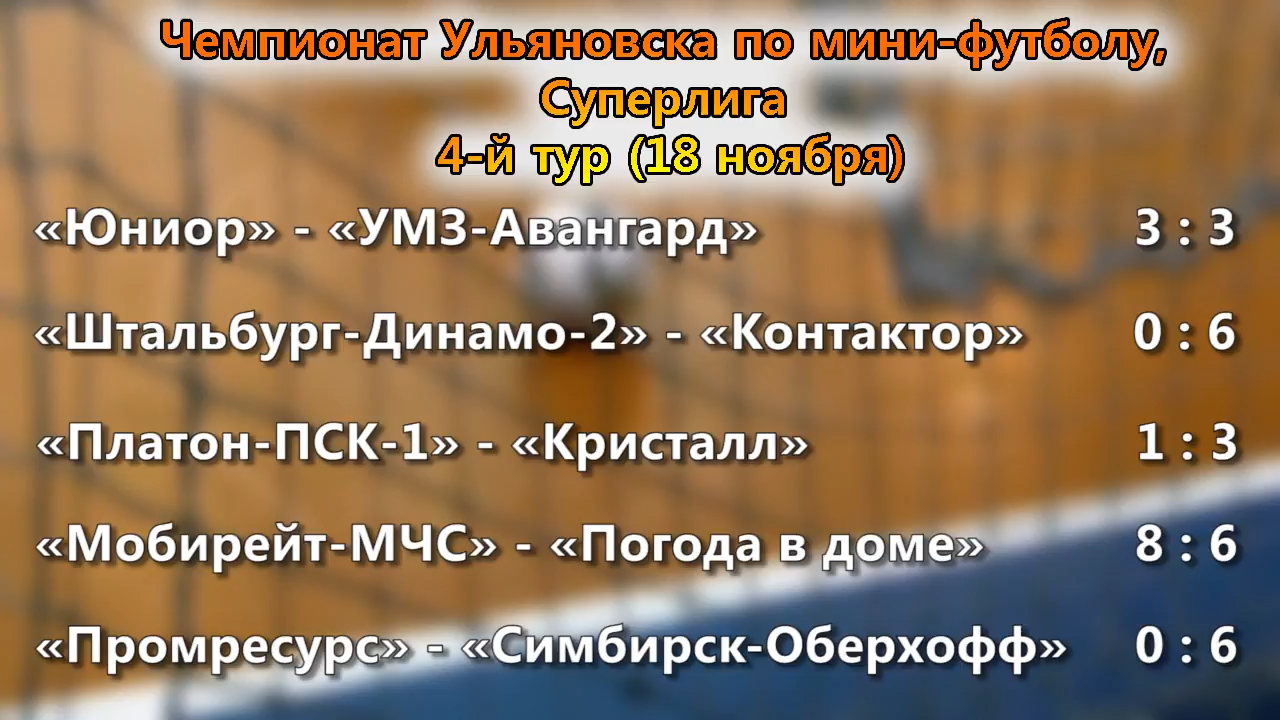 Чемпионат Ульяновска по мини-футболу,
Суперлига
4-й тур (18 ноября)
«Юниор» - «УМЗ-Авангард» 3 : 3
«Штальбург-Динамо-2» - «Контактор» 0 : 6
«Платон-ПСК-1» - «Кристалл» 1 : 3
«Мобирейт-МЧС» - «Погода в доме» 8 : 6
«Промресурс» - «Симбирск-Оберхофф» 0 : 6